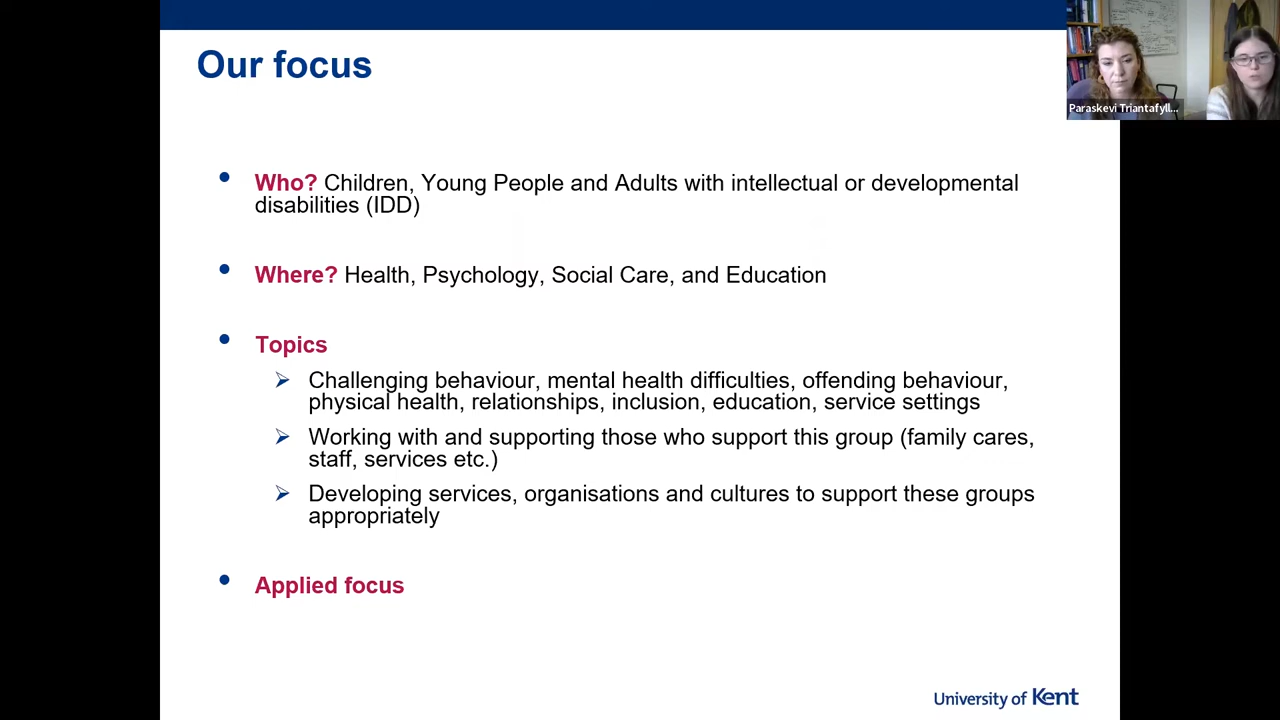 Our focus
Paraskevi Triantafyll...
Who? Children, Young People and Adults with intellectual or developmental
disabilities (IDD)
Where? Health, Psychology, Social Care, and Education
Topics
Challenging behaviour, mental health difficulties, offending behaviour,
physical health, relationships, inclusion, education, service settings
Working with and supporting those who support this group (family cares,
staff, services etc.)
Developing services, organisations and cultures to support these groups
appropriately
Applied focus
University of Kent